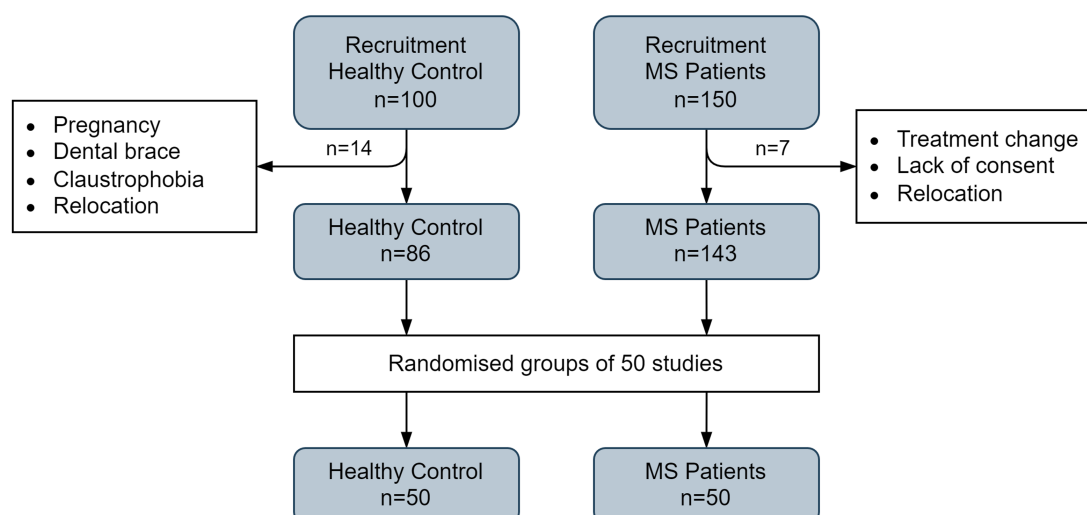 Recruitment
Healthy Control
n=100
Recruitment
MS Patients
n=150
• Pregnancy
• Dental brace
• Claustrophobia
• Relocation
n=14
n=7
• Treatment change
• Lack of consent
• Relocation
Healthy Control
n=86
MS Patients
n=143
Randomised groups of 50 studies
Healthy Control
n=50
MS Patients
n=50